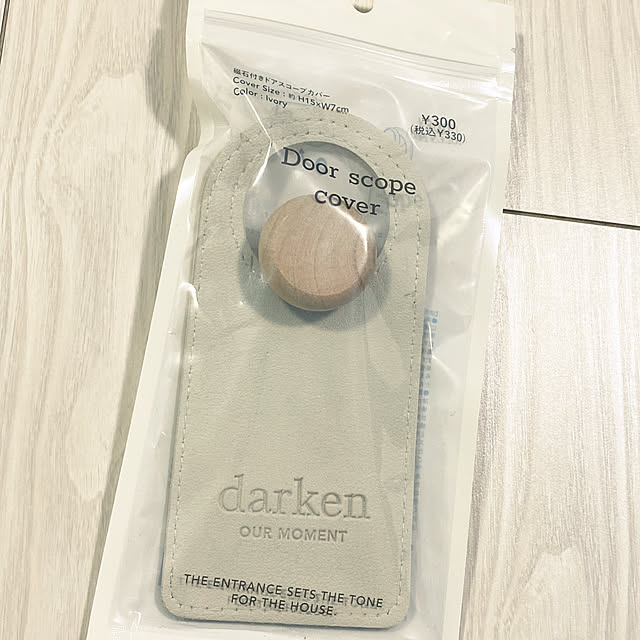 磁石付きドアスコープカバー
Cover Size : 約 H15×W7cm
Color : Ivory
¥300
(税込¥330)
Door scope
cover
darken
OUR MOMENT
THE ENTRANCE SETS THE TONE
FOR THE HOUSE.